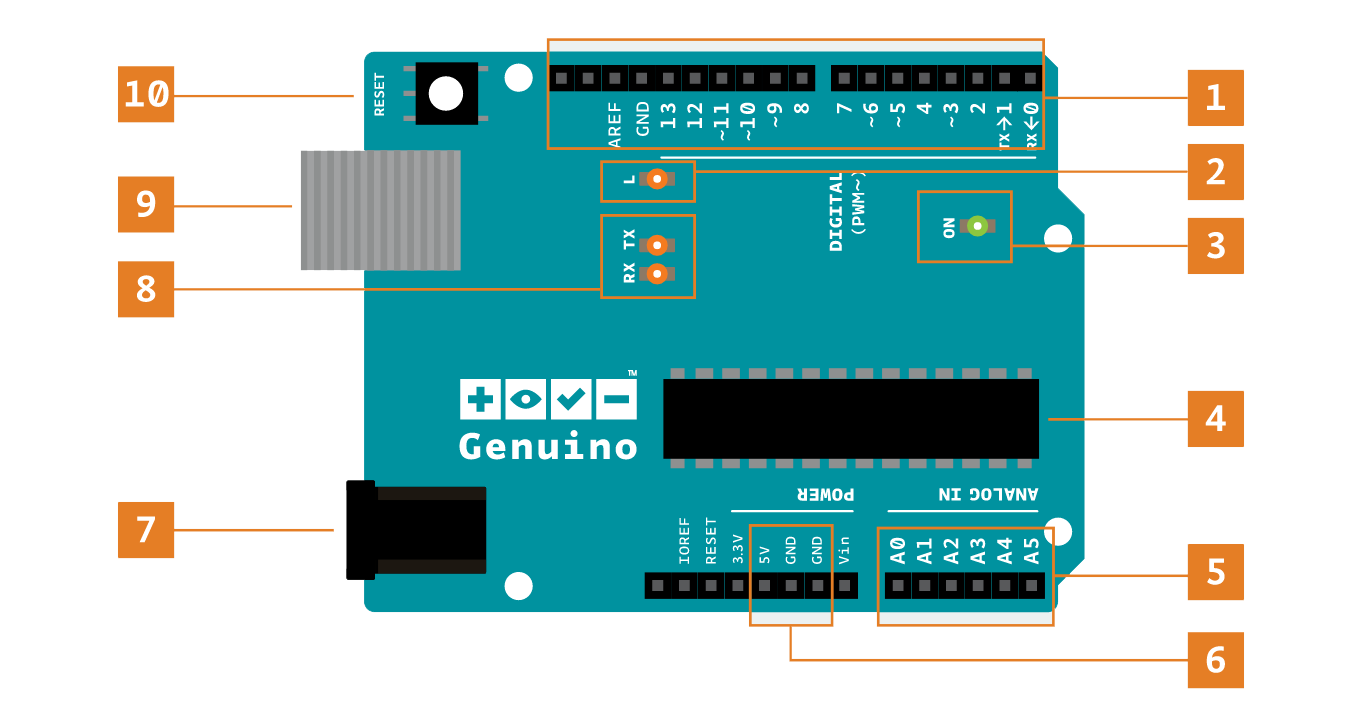 10
RESET
AREF
GND
13
12
~11
~10
~9
8
7
~6
~5
4
~3
2
TX→1
RX←0
1
L
2
DIGITAL
(PWM~)
9
TX
RX
ON
3
8
™
Genuino
4
POWER
ANALOG IN
7
IOREF
RESET
3.3V
5V
GND
GND
Vin
A0
A1
A2
A3
A4
A5
5
6